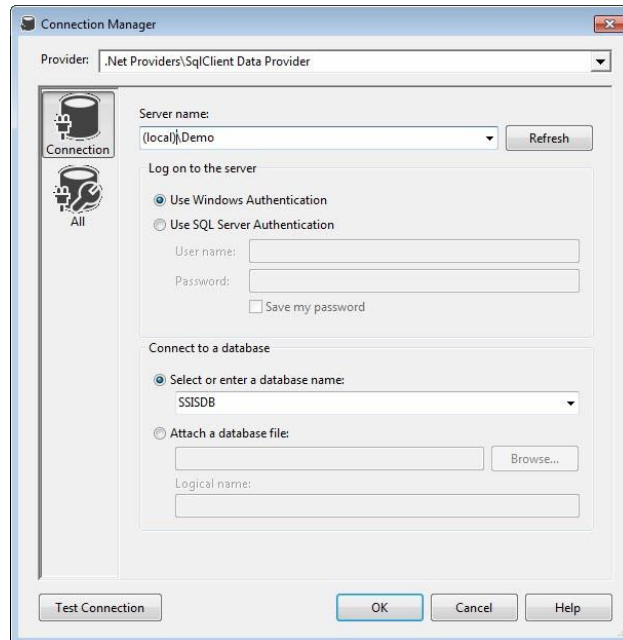 Connection Manager
Provider: .Net Providers\SqlClient Data Provider
Connection
All
Server name:
(local)\Demo
Refresh
Log on to the server
Use Windows Authentication
Use SQL Server Authentication
User name:
Password:
Save my password
Connect to a database
Select or enter a database name:
SSISDB
Attach a database file:
Browse...
Logical name:
Test Connection
OK
Cancel
Help